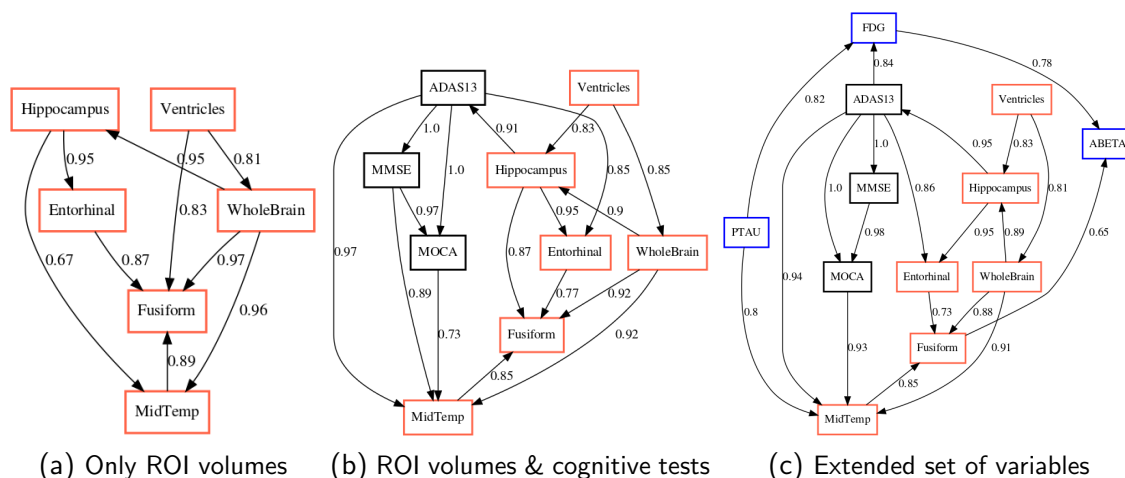 Hippocampus
Ventricles
0.95
0.95
0.81
Entorhinal
WholeBrain
0.83
0.67
0.87
0.97
0.96
Fusiform
0.89
MidTemp
(a) Only ROI volumes
ADAS13
Ventricles
0.91
0.83
1.0
MMSE
1.0
Hippocampus
0.85
0.85
0.97
0.95
0.9
0.97
MOCA
0.87
Entorhinal
WholeBrain
0.89
0.77
0.92
0.73
Fusiform
0.92
0.85
MidTemp
(b) ROI volumes & cognitive tests
FDG
0.84
0.78
0.82
ADAS13
Ventricles
1.0
0.95
0.83
ABETA
1.0
MMSE
0.86
Hippocampus
0.81
PTAU
0.98
0.95
0.89
0.65
0.94
MOCA
Entorhinal
WholeBrain
0.8
0.73
0.88
0.93
Fusiform
0.91
0.85
MidTemp
(c) Extended set of variables